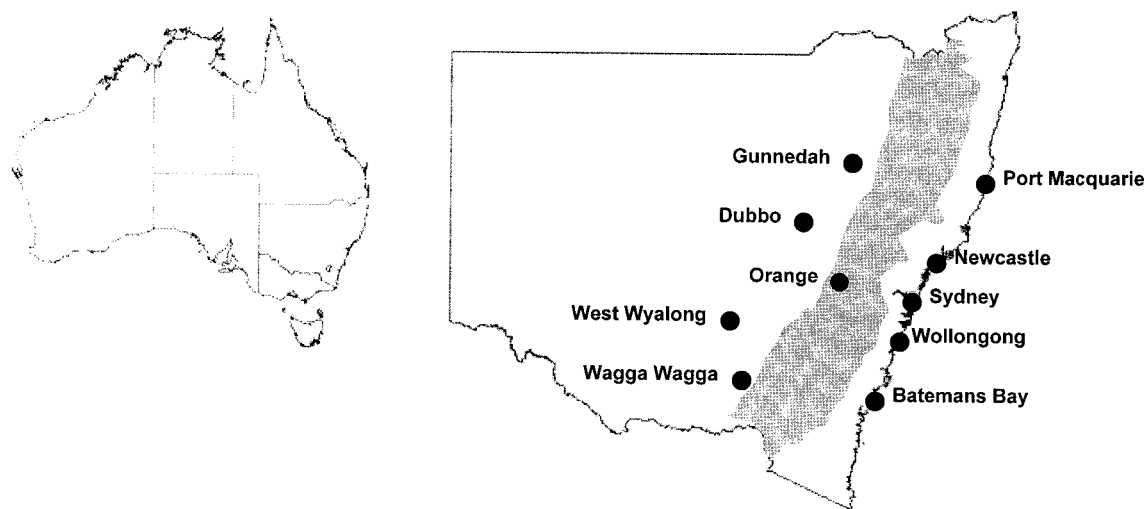 Gunnedah
Port Macquarie
Dubbo
Newcastle
Orange
Sydney
West Wyalong
Wollongong
Wagga Wagga
Batemans Bay